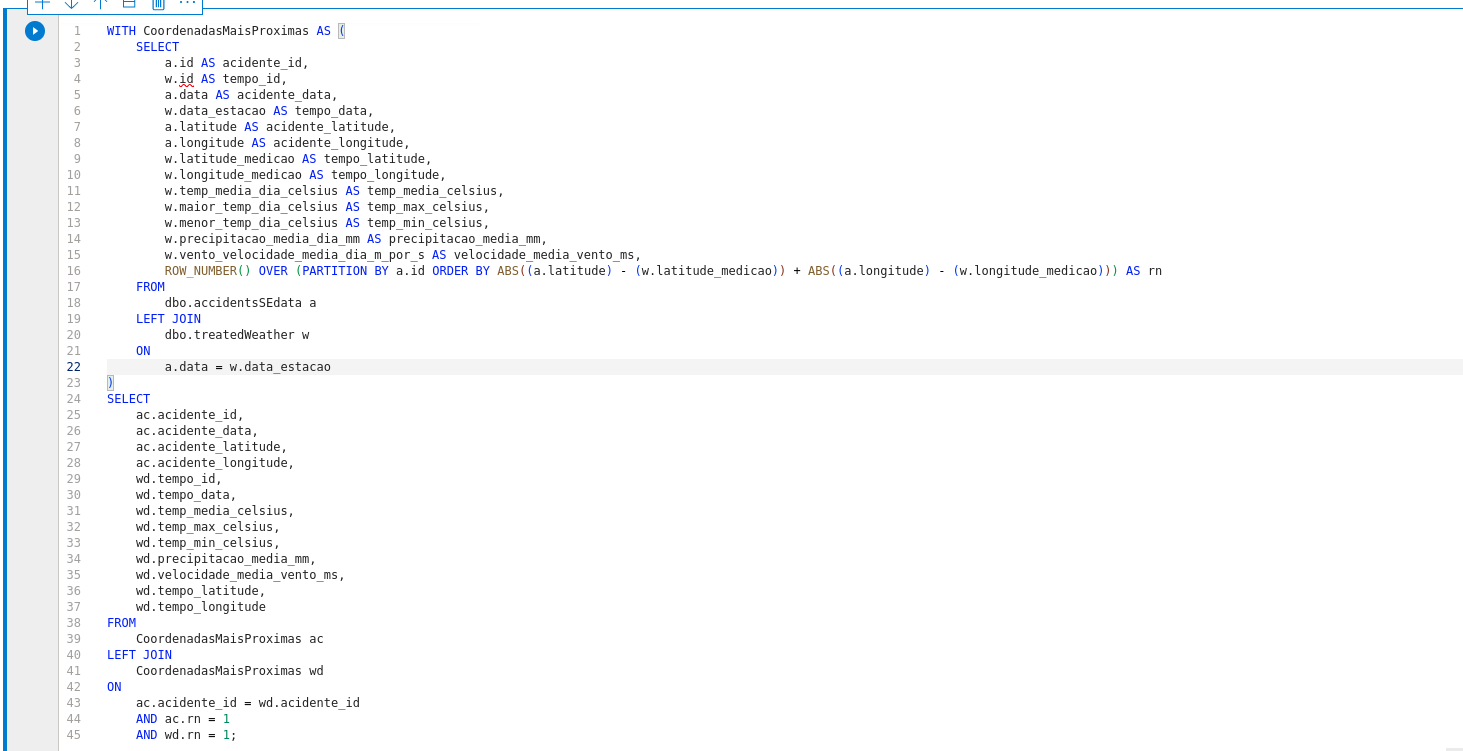 1 WITH CoordenadasMaisProximas AS (
2     SELECT
3         a.id AS acidente_id,
4         w.id AS tempo_id,
5         a.data AS acidente_data,
6         w.data_estacao AS tempo_data,
7         a.latitude AS acidente_latitude,
8         a.longitude AS acidente_longitude,
9         w.latitude_medicao AS tempo_latitude,
10         w.longitude_medicao AS tempo_longitude,
11         w.temp_media_dia_celsius AS temp_media_celsius,
12         w.maior_temp_dia_celsius AS temp_max_celsius,
13         w.menor_temp_dia_celsius AS temp_min_celsius,
14         w.precipitacao_media_dia_mm AS precipitacao_media_mm,
15         w.vento_velocidade_media_dia_m_por_s AS velocidade_media_vento_ms,
16         ROW_NUMBER() OVER (PARTITION BY a.id ORDER BY ABS((a.latitude) - (w.latitude_medicao)) + ABS((a.longitude) - (w.longitude_medicao))) AS rn
17     FROM
18         dbo.accidentsSEdata a
19     LEFT JOIN
20         dbo.treatedWeather w
21     ON
22         a.data = w.data_estacao
23 )
24 SELECT
25     ac.acidente_id,
26     ac.acidente_data,
27     ac.acidente_latitude,
28     ac.acidente_longitude,
29     wd.tempo_id,
30     wd.tempo_data,
31     wd.temp_media_celsius,
32     wd.temp_max_celsius,
33     wd.temp_min_celsius,
34     wd.precipitacao_media_mm,
35     wd.velocidade_media_vento_ms,
36     wd.tempo_latitude,
37     wd.tempo_longitude
38 FROM
39     CoordenadasMaisProximas ac
40 LEFT JOIN
41     CoordenadasMaisProximas wd
42 ON
43     ac.acidente_id = wd.acidente_id
44     AND ac.rn = 1
45     AND wd.rn = 1;